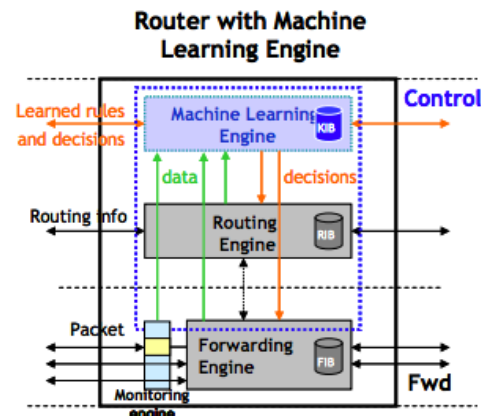 Router with Machine
Learning Engine
Control
Learned rules
and decisions
Machine Learning
Engine
KIB
data
decisions
Routing info
Routing
Engine
RIB
Packet
Forwarding
Engine
FIB
Fwd
Monitoring
engine